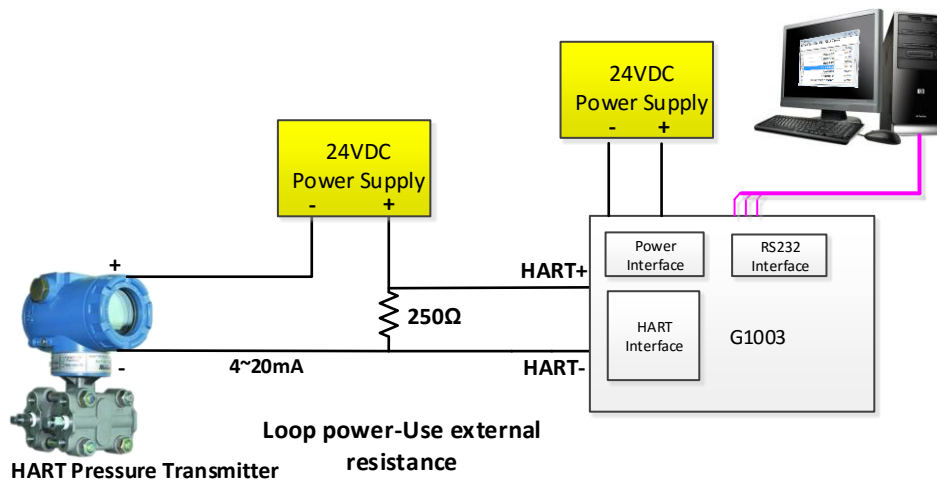 24VDC
Power Supply
- +
24VDC
Power Supply
- +
Power
Interface
RS232
Interface
HART+
+
250Ω
HART
Interface
G1003
-
4~20mA
HART-
Loop power-Use external
resistance
HART Pressure Transmitter